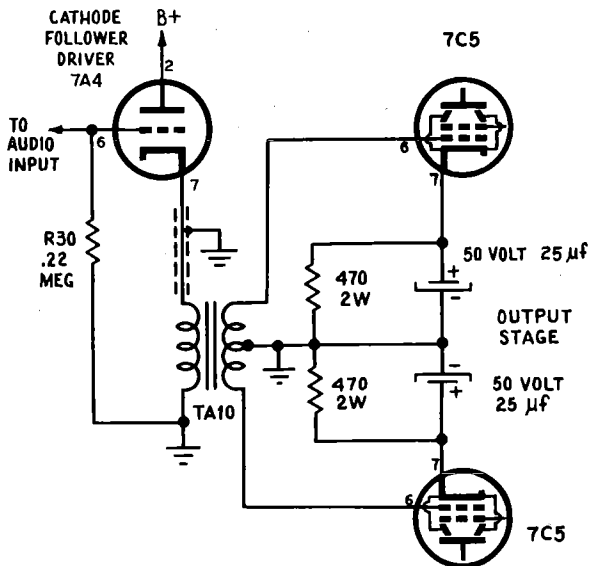 CATHODE
FOLLOWER
DRIVER
7A4
B+
2
7C5
TO
AUDIO
INPUT
6
7
6
7
R30
.22
MEG
470
2W
50 VOLT 25 µf
+
-
OUTPUT
STAGE
TA10
470
2W
-
+
50 VOLT
25 µf
7
6
7C5